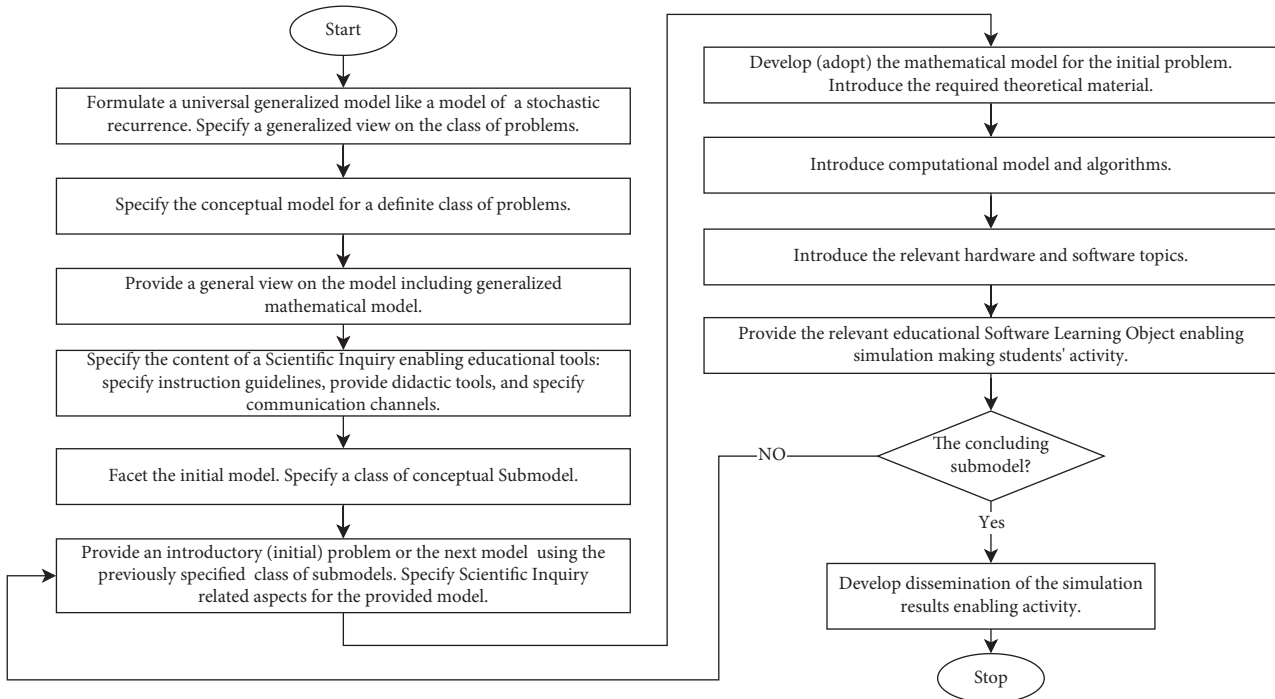 Start
Formulate a universal generalized model like a model of a stochastic
recurrence. Specify a generalized view on the class of problems.
Specify the conceptual model for a definite class of problems.
Provide a general view on the model including generalized
mathematical model.
Specify the content of a Scientific Inquiry enabling educational tools:
specify instruction guidelines, provide didactic tools, and specify
communication channels.
Facet the initial model. Specify a class of conceptual Submodel.
Provide an introductory (initial) problem or the next model using the
previously specified class of submodels. Specify Scientific Inquiry
related aspects for the provided model.
Develop (adopt) the mathematical model for the initial problem.
Introduce the required theoretical material.
Introduce computational model and algorithms.
Introduce the relevant hardware and software topics.
Provide the relevant educational Software Learning Object enabling
simulation making students' activity.
The concluding
submodel?
NO
Yes
Develop dissemination of the simulation
results enabling activity.
Stop